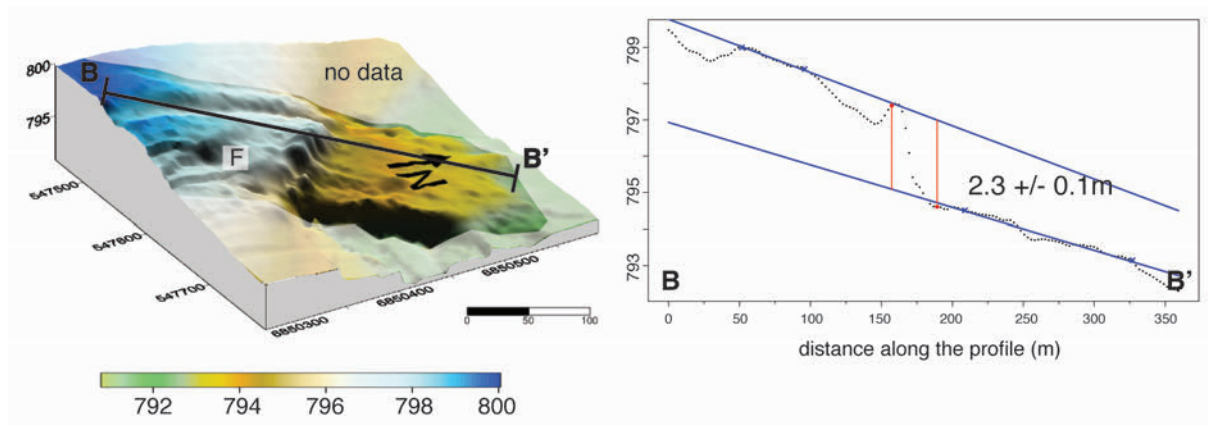 no data
800
B
795
F
B'
N
547500
547600
547700
6850300
6850400
6850500
0 50 100
792 794 796 798 800
799
797
795
793
2.3 +/- 0.1m
B B'
0 50 100 150 200 250 300 350
distance along the profile (m)